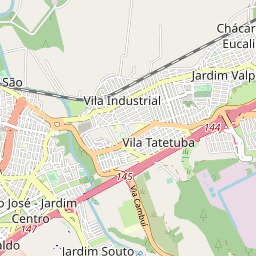 Chácar
Eucali
Jardim Valp
São
Vila Industrial
144
Vila Tatetuba
145
Via Cambuí
o José - Jardim
Centro
147
naldo
Jardim Souto